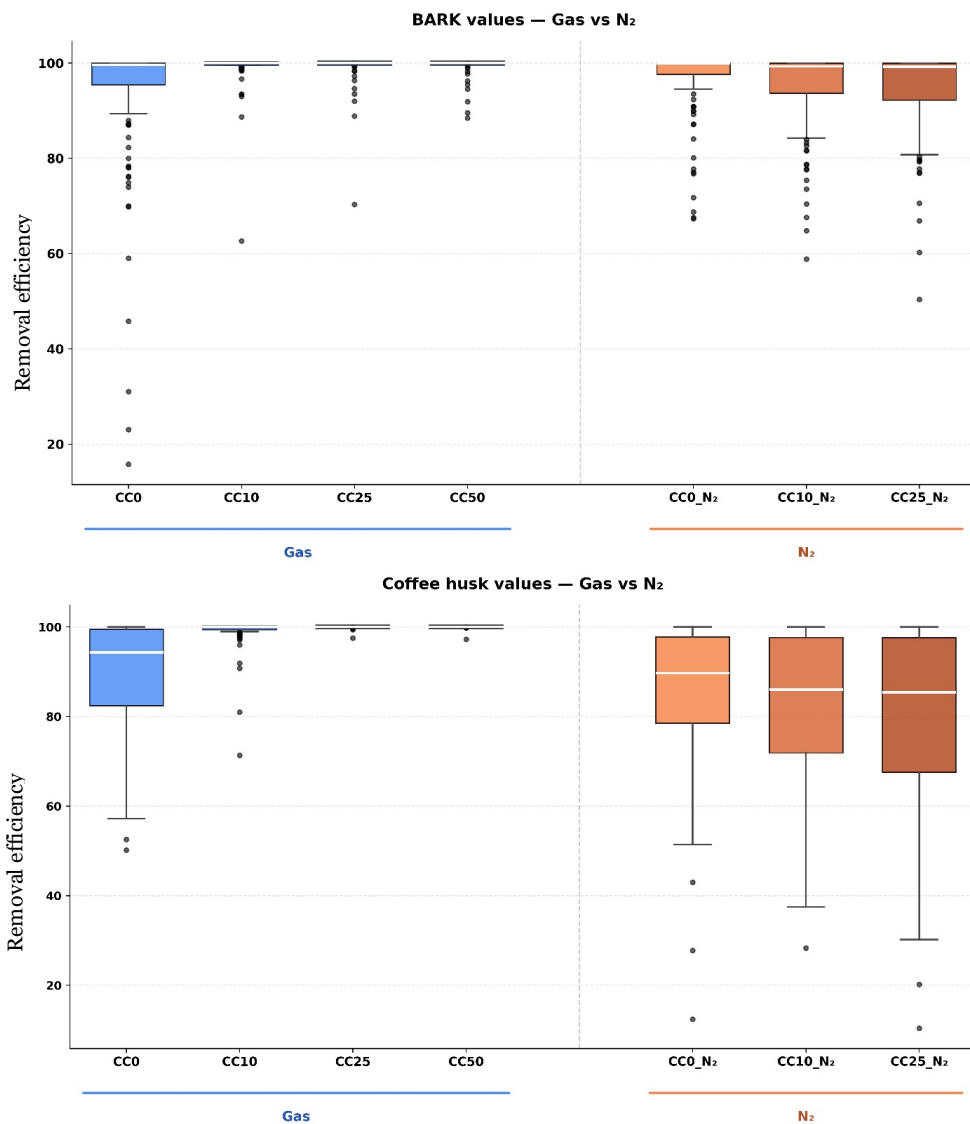 BARK values — Gas vs N₂
Removal efficiency
100
80
60
40
20
CC0 CC10 CC25 CC50 CC0_N₂ CC10_N₂ CC25_N₂
Gas N₂
Coffee husk values — Gas vs N₂
Removal efficiency
100
80
60
40
20
CC0 CC10 CC25 CC50 CC0_N₂ CC10_N₂ CC25_N₂
Gas N₂